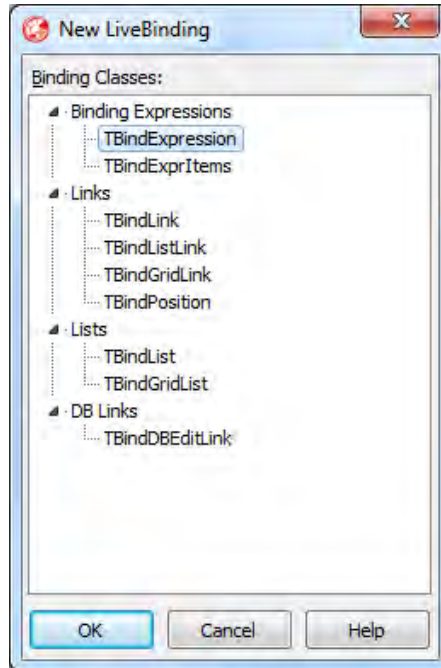 New LiveBinding
Binding Classes:
Binding Expressions
TBindExpression
TBindExprItems
Links
TBindLink
TBindListLink
TBindGridLink
TBindPosition
Lists
TBindList
TBindGridList
DB Links
TBindDBEditLink
OK Cancel Help